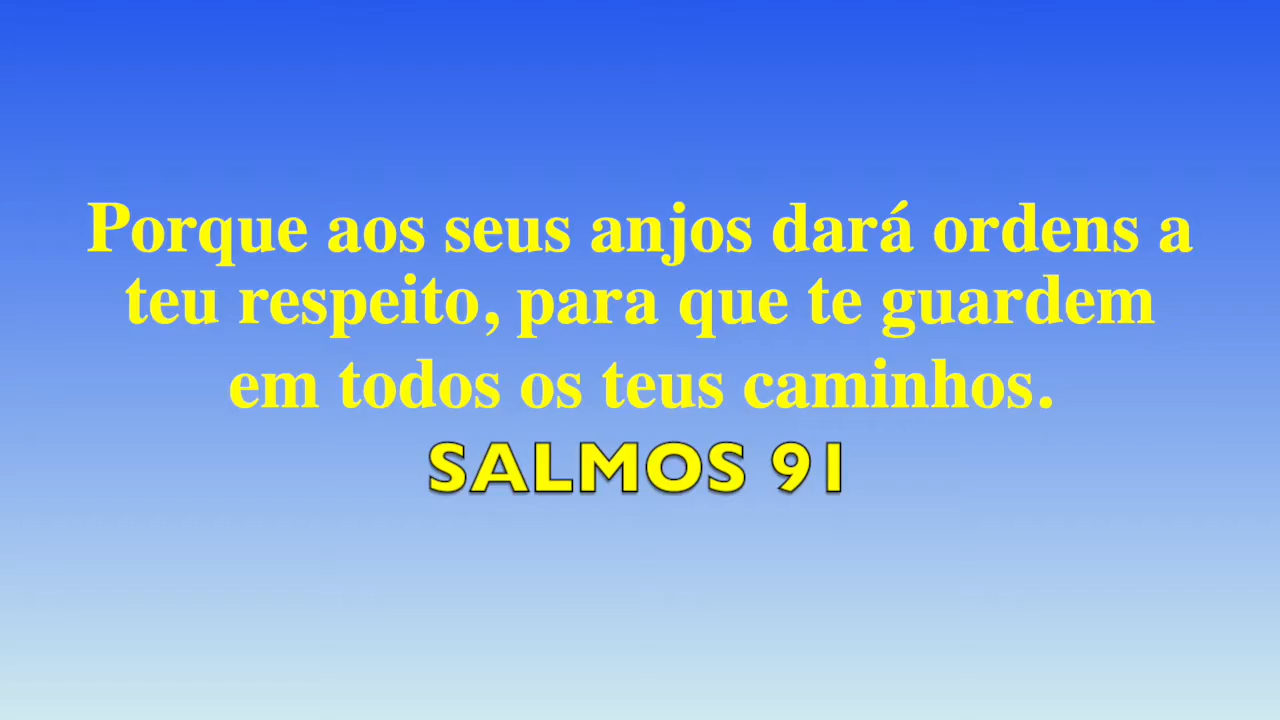 Porque aos seus anjos dará ordens a
teu respeito, para que te guardem
em todos os teus caminhos.
SALMOS 91